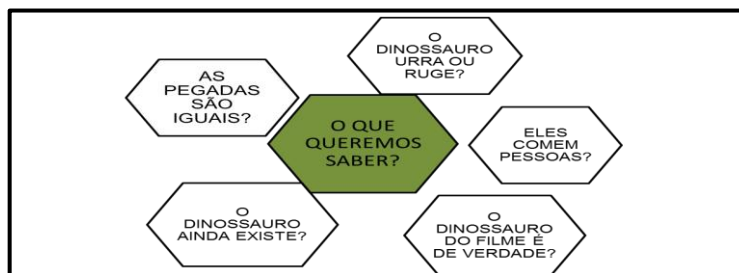 O
DINOSSAURO
URRA OU
RUGE?
AS
PEGADAS
SÃO
IGUAIS?
O QUE
QUEREMOS
SABER?
ELES
COMEM
PESSOAS?
O
DINOSSAURO
AINDA EXISTE?
O
DINOSSAURO
DO FILME É
DE VERDADE?